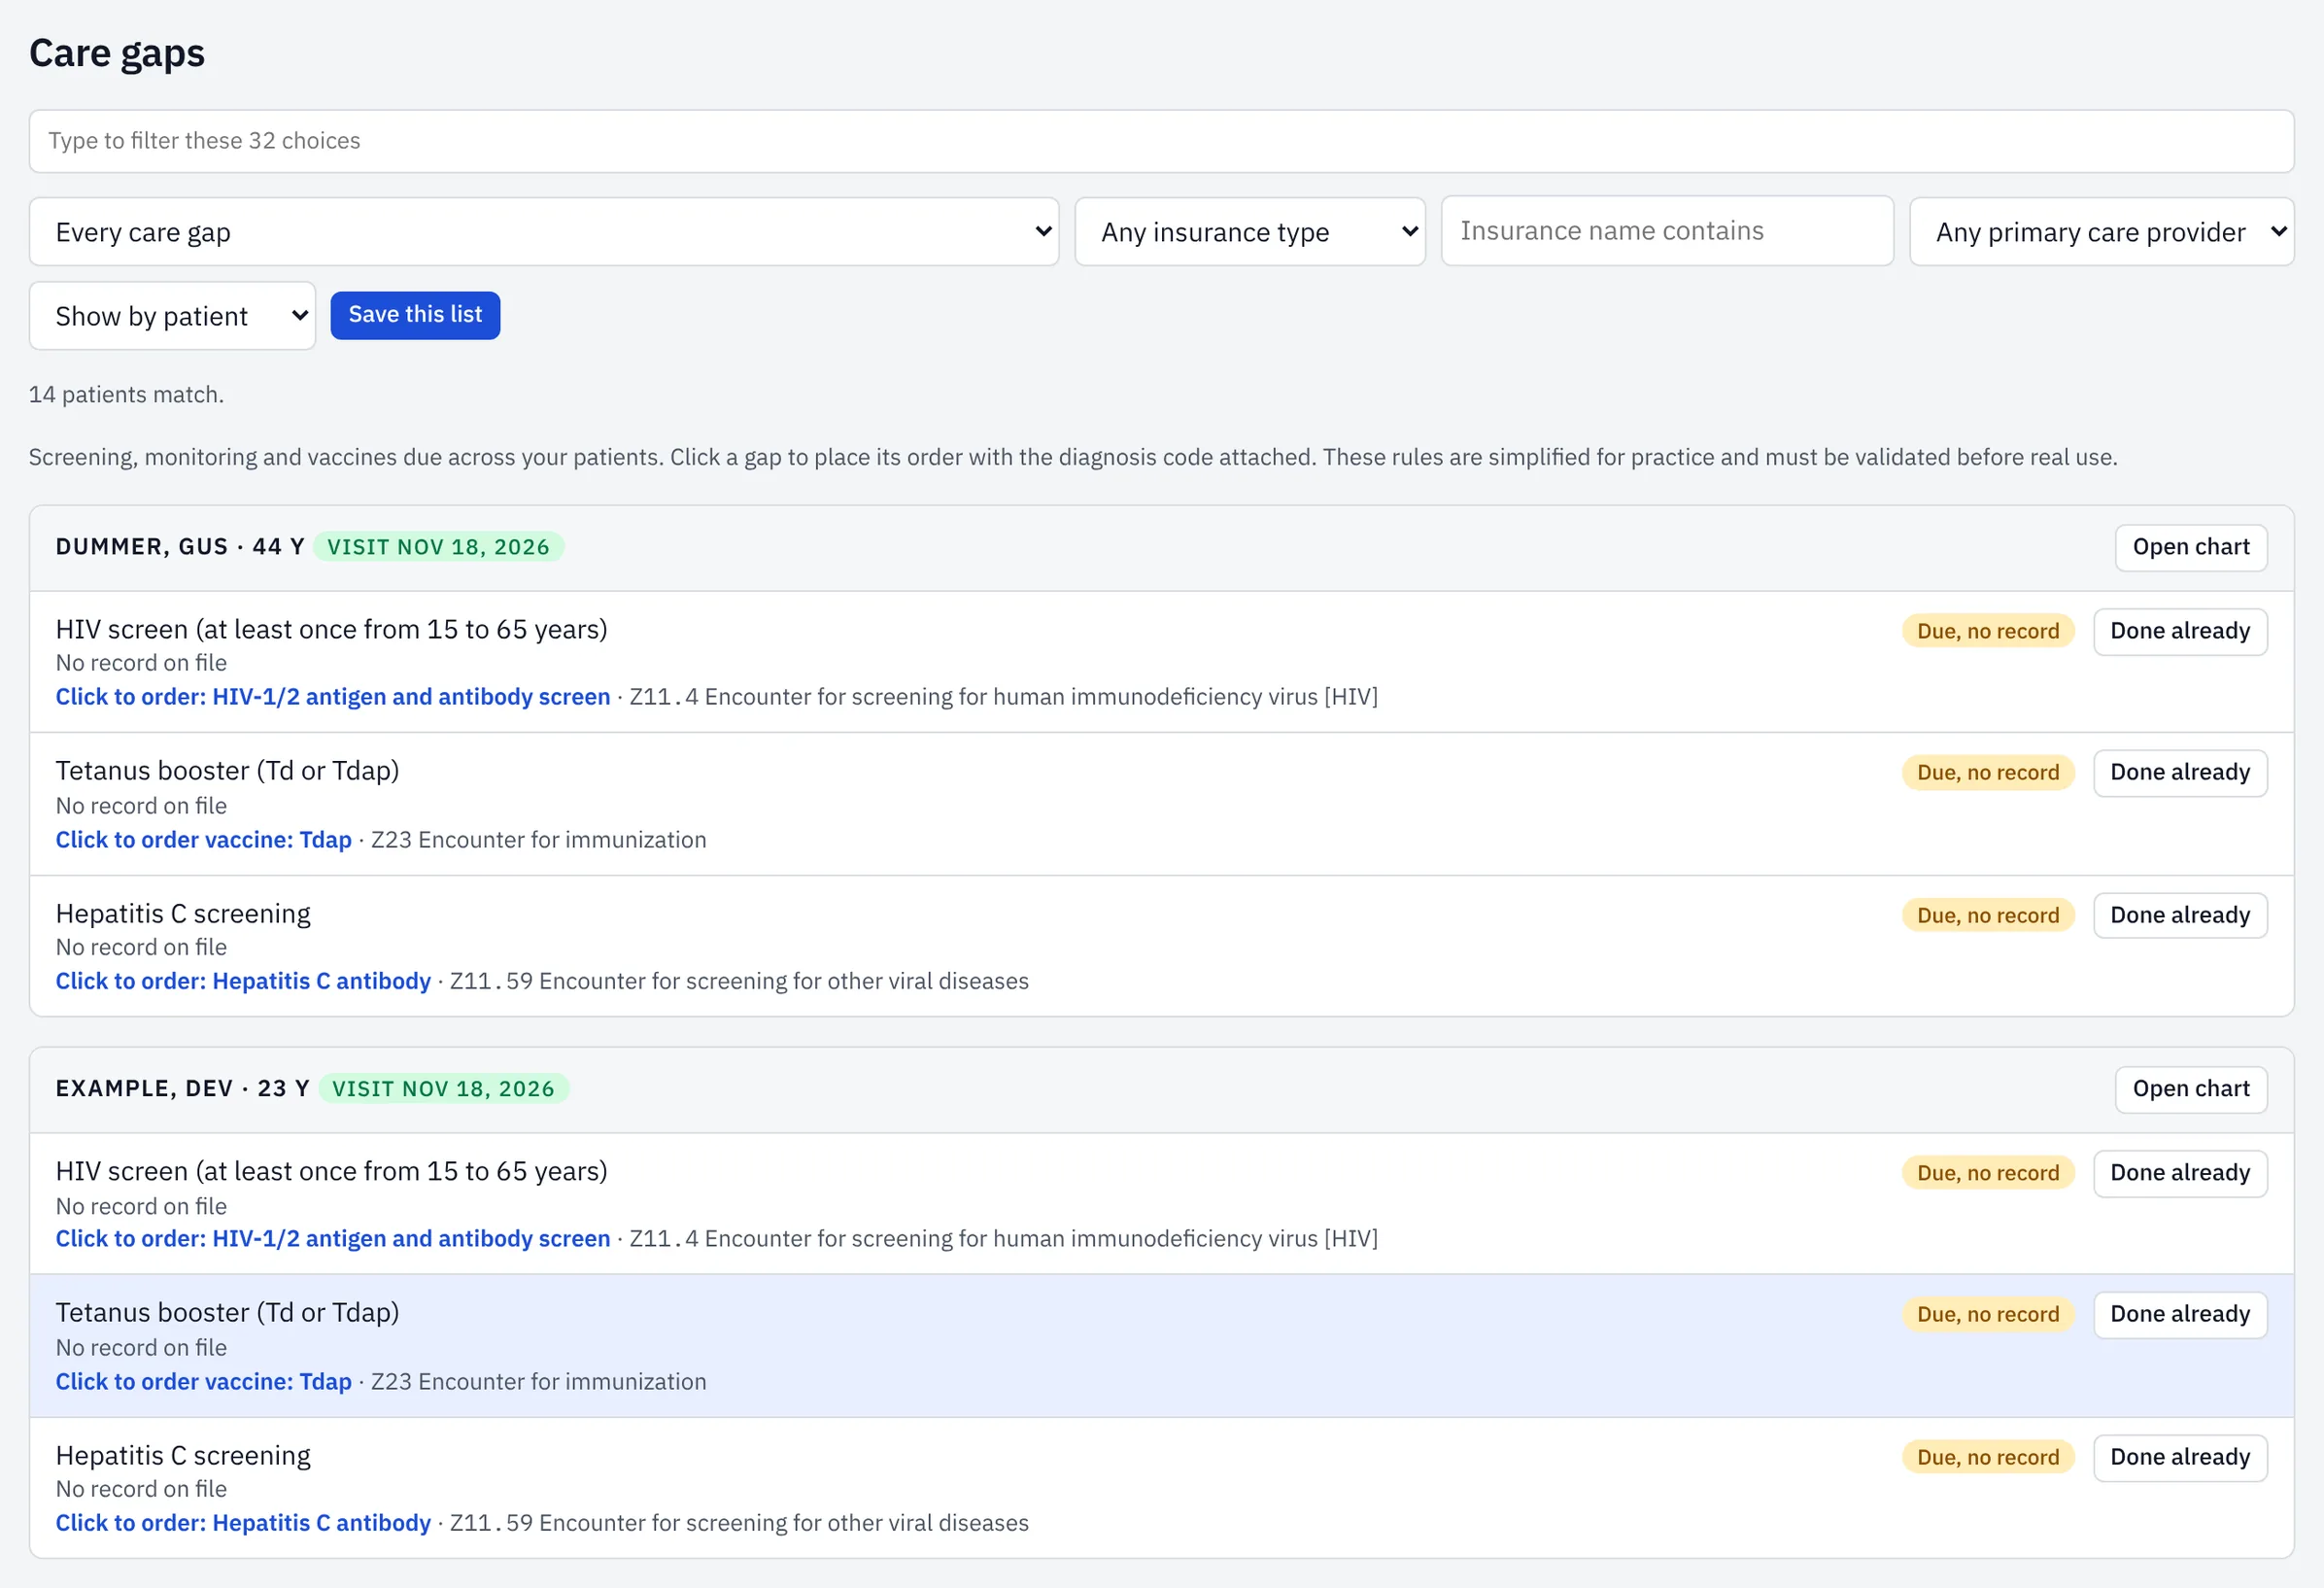 Care gaps
Type to filter these 32 choices
Every care gap
Any insurance type
Insurance name contains
Any primary care provider
Show by patient
Save this list
14 patients match.
Screening, monitoring and vaccines due across your patients. Click a gap to place its order with the diagnosis code attached. These rules are simplified for practice and must be validated before real use.
DUMMER, GUS · 44 Y VISIT NOV 18, 2026
Open chart
HIV screen (at least once from 15 to 65 years)
Due, no record
Done already
No record on file
Click to order: HIV-1/2 antigen and antibody screen · Z11.4 Encounter for screening for human immunodeficiency virus [HIV]
Tetanus booster (Td or Tdap)
Due, no record
Done already
No record on file
Click to order vaccine: Tdap · Z23 Encounter for immunization
Hepatitis C screening
Due, no record
Done already
No record on file
Click to order: Hepatitis C antibody · Z11.59 Encounter for screening for other viral diseases
EXAMPLE, DEV · 23 Y VISIT NOV 18, 2026
Open chart
HIV screen (at least once from 15 to 65 years)
Due, no record
Done already
No record on file
Click to order: HIV-1/2 antigen and antibody screen · Z11.4 Encounter for screening for human immunodeficiency virus [HIV]
Tetanus booster (Td or Tdap)
Due, no record
Done already
No record on file
Click to order vaccine: Tdap · Z23 Encounter for immunization
Hepatitis C screening
Due, no record
Done already
No record on file
Click to order: Hepatitis C antibody · Z11.59 Encounter for screening for other viral diseases